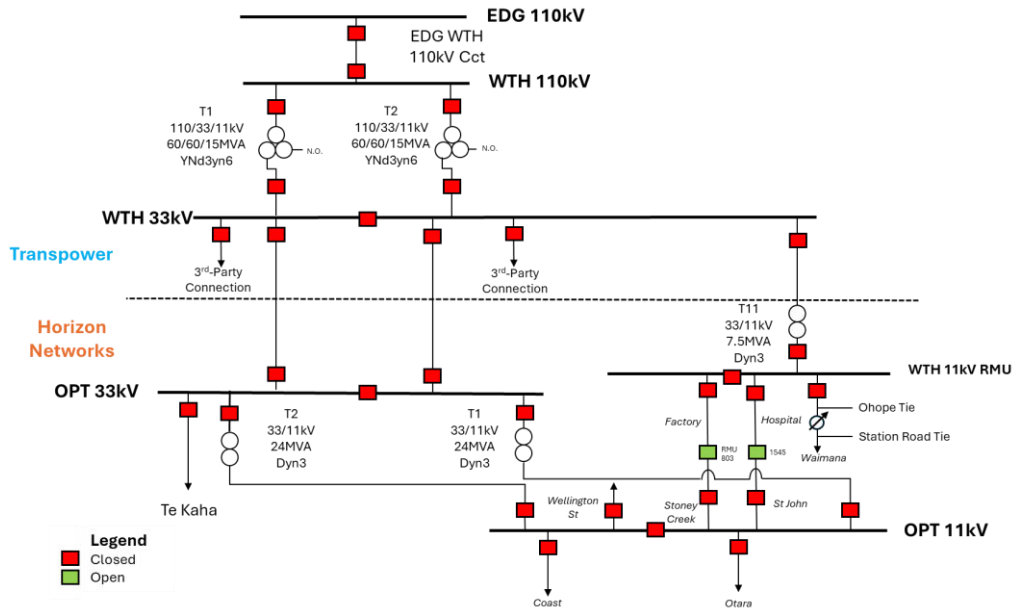 EDG 110kV
EDG WTH
110kV Cct
WTH 110kV
T1
110/33/11kV
60/60/15MVA
YNd3yn6
N.O.
T2
110/33/11kV
60/60/15MVA
YNd3yn6
N.O.
WTH 33kV
Transpower
3rd-Party
Connection
3rd-Party
Connection
Horizon
Networks
T11
33/11kV
7.5MVA
Dyn3
WTH 11kV RMU
OPT 33kV
T2
33/11kV
24MVA
Dyn3
T1
33/11kV
24MVA
Dyn3
Factory
Hospital
Ohope Tie
Station Road Tie
RMU
803
1545
Waimana
Te Kaha
Wellington
St
Stoney
Creek
St John
OPT 11kV
Legend
Closed
Open
Coast
Otara